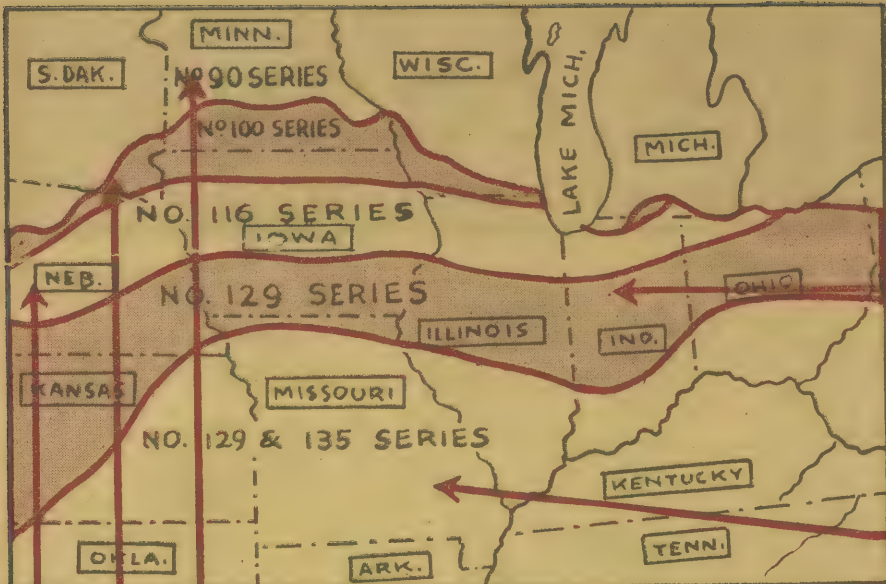 MINN.
S.DAK.
Nº 90 SERIES
WISC.
LAKE MICH.
Nº 100 SERIES
MICH.
NO. 116 SERIES
IOWA
NEB.
NO. 129 SERIES
OHIO
ILLINOIS
IND.
KANSAS
MISSOURI
NO. 129 & 135 SERIES
KENTUCKY
OKLA.
ARK.
TENN.